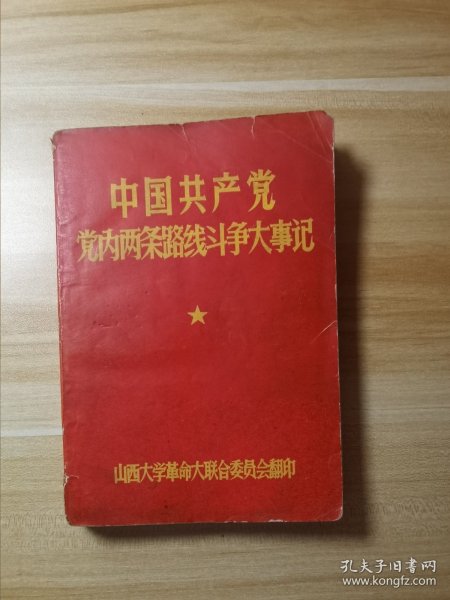 中国共产党
党内两条路线斗争大事记
山西大学革命大联合委员会翻印
孔夫子旧书网
www.kongfz.com